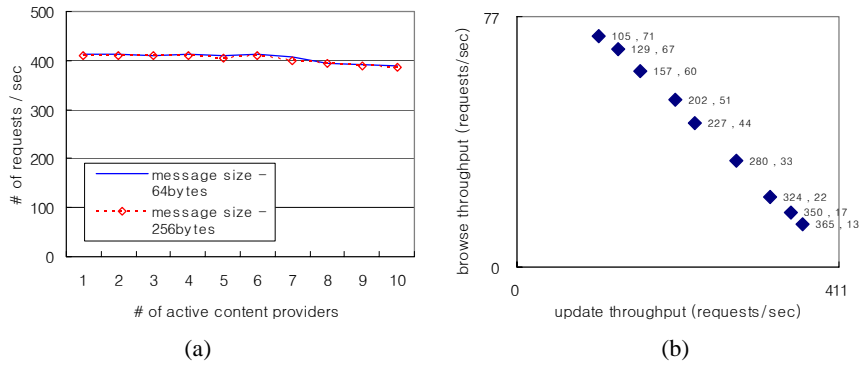 500
400
300
200
100
0
# of requests / sec
message size –
64bytes
message size –
256bytes
1 2 3 4 5 6 7 8 9 10
# of active content providers
(a)
77
0
browse throughput (requests/sec)
105 , 71
129 , 67
157 , 60
202 , 51
227 , 44
280 , 33
324 , 22
350 , 17
365 , 13
0 411
update throughput (requests/sec)
(b)